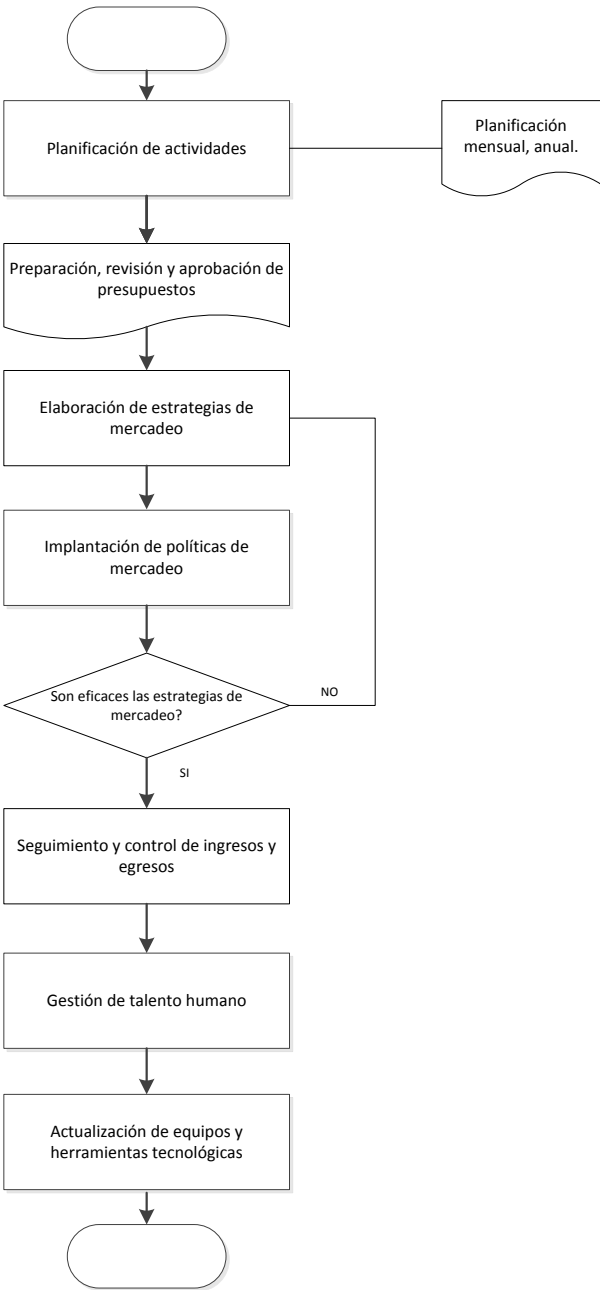 Planificación de actividades
Planificación
mensual, anual.
Preparación, revisión y aprobación de
presupuestos
Elaboración de estrategias de
mercadeo
Implantación de políticas de
mercadeo
Son eficaces las estrategias de
mercadeo?
NO
SI
Seguimiento y control de ingresos y
egresos
Gestión de talento humano
Actualización de equipos y
herramientas tecnológicas